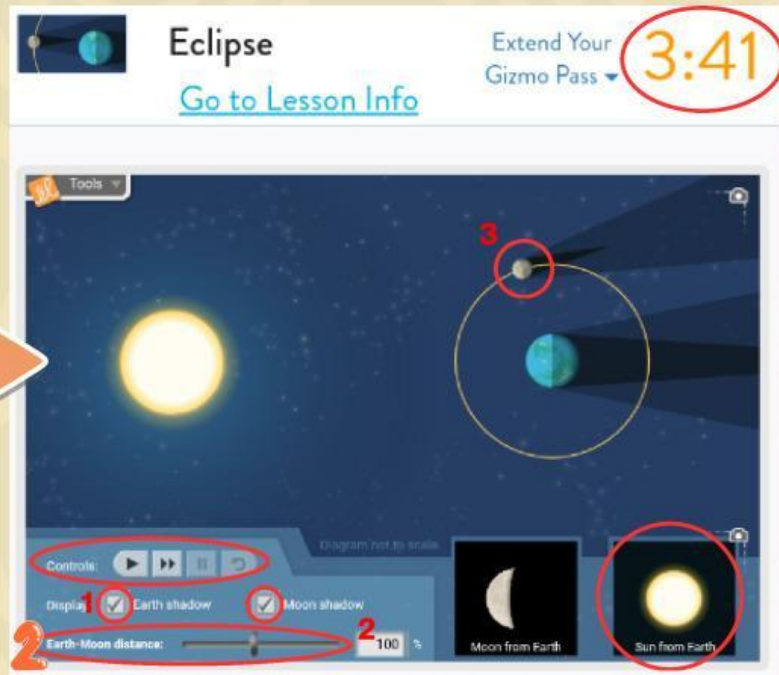 Eclipse
Go to Lesson Info
Extend Your
Gizmo Pass
3:41
Tools
3
Diagram not to scale
Controls:
Display
1
Earth shadow
Moon shadow
2
Earth-Moon distance:
2
100 %
Moon from Earth
Sun from Earth